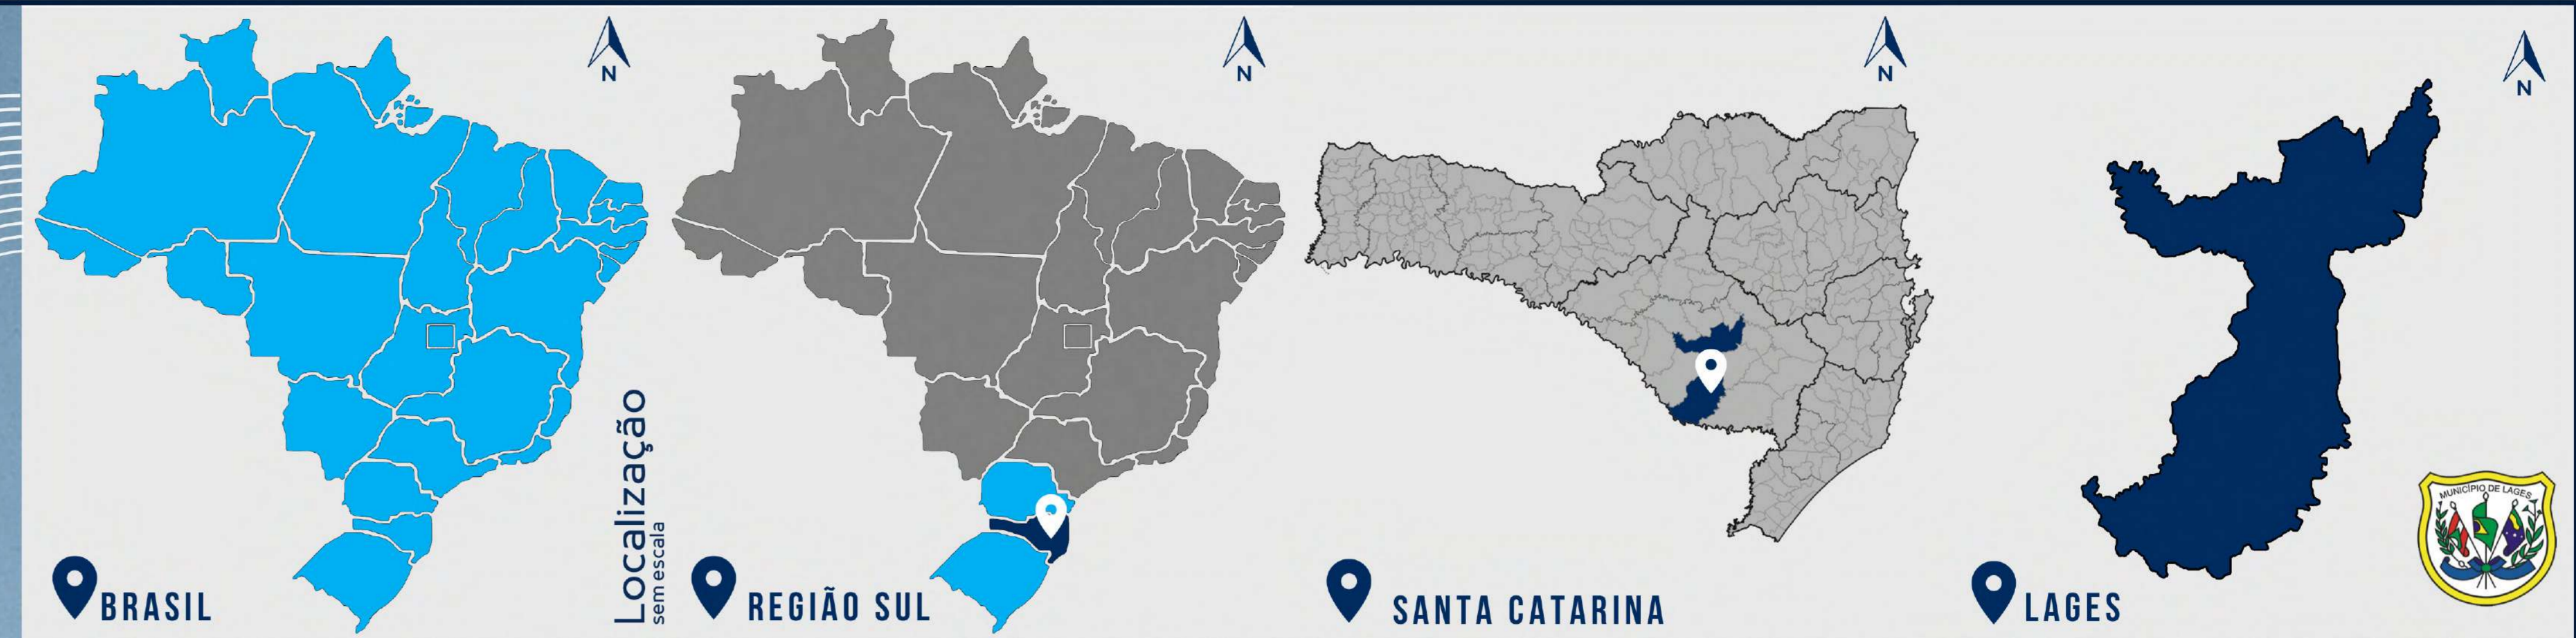 N
N
N
N
Localização
sem escala
MUNICÍPIO DE LAGES
BRASIL
REGIÃO SUL
SANTA CATARINA
LAGES